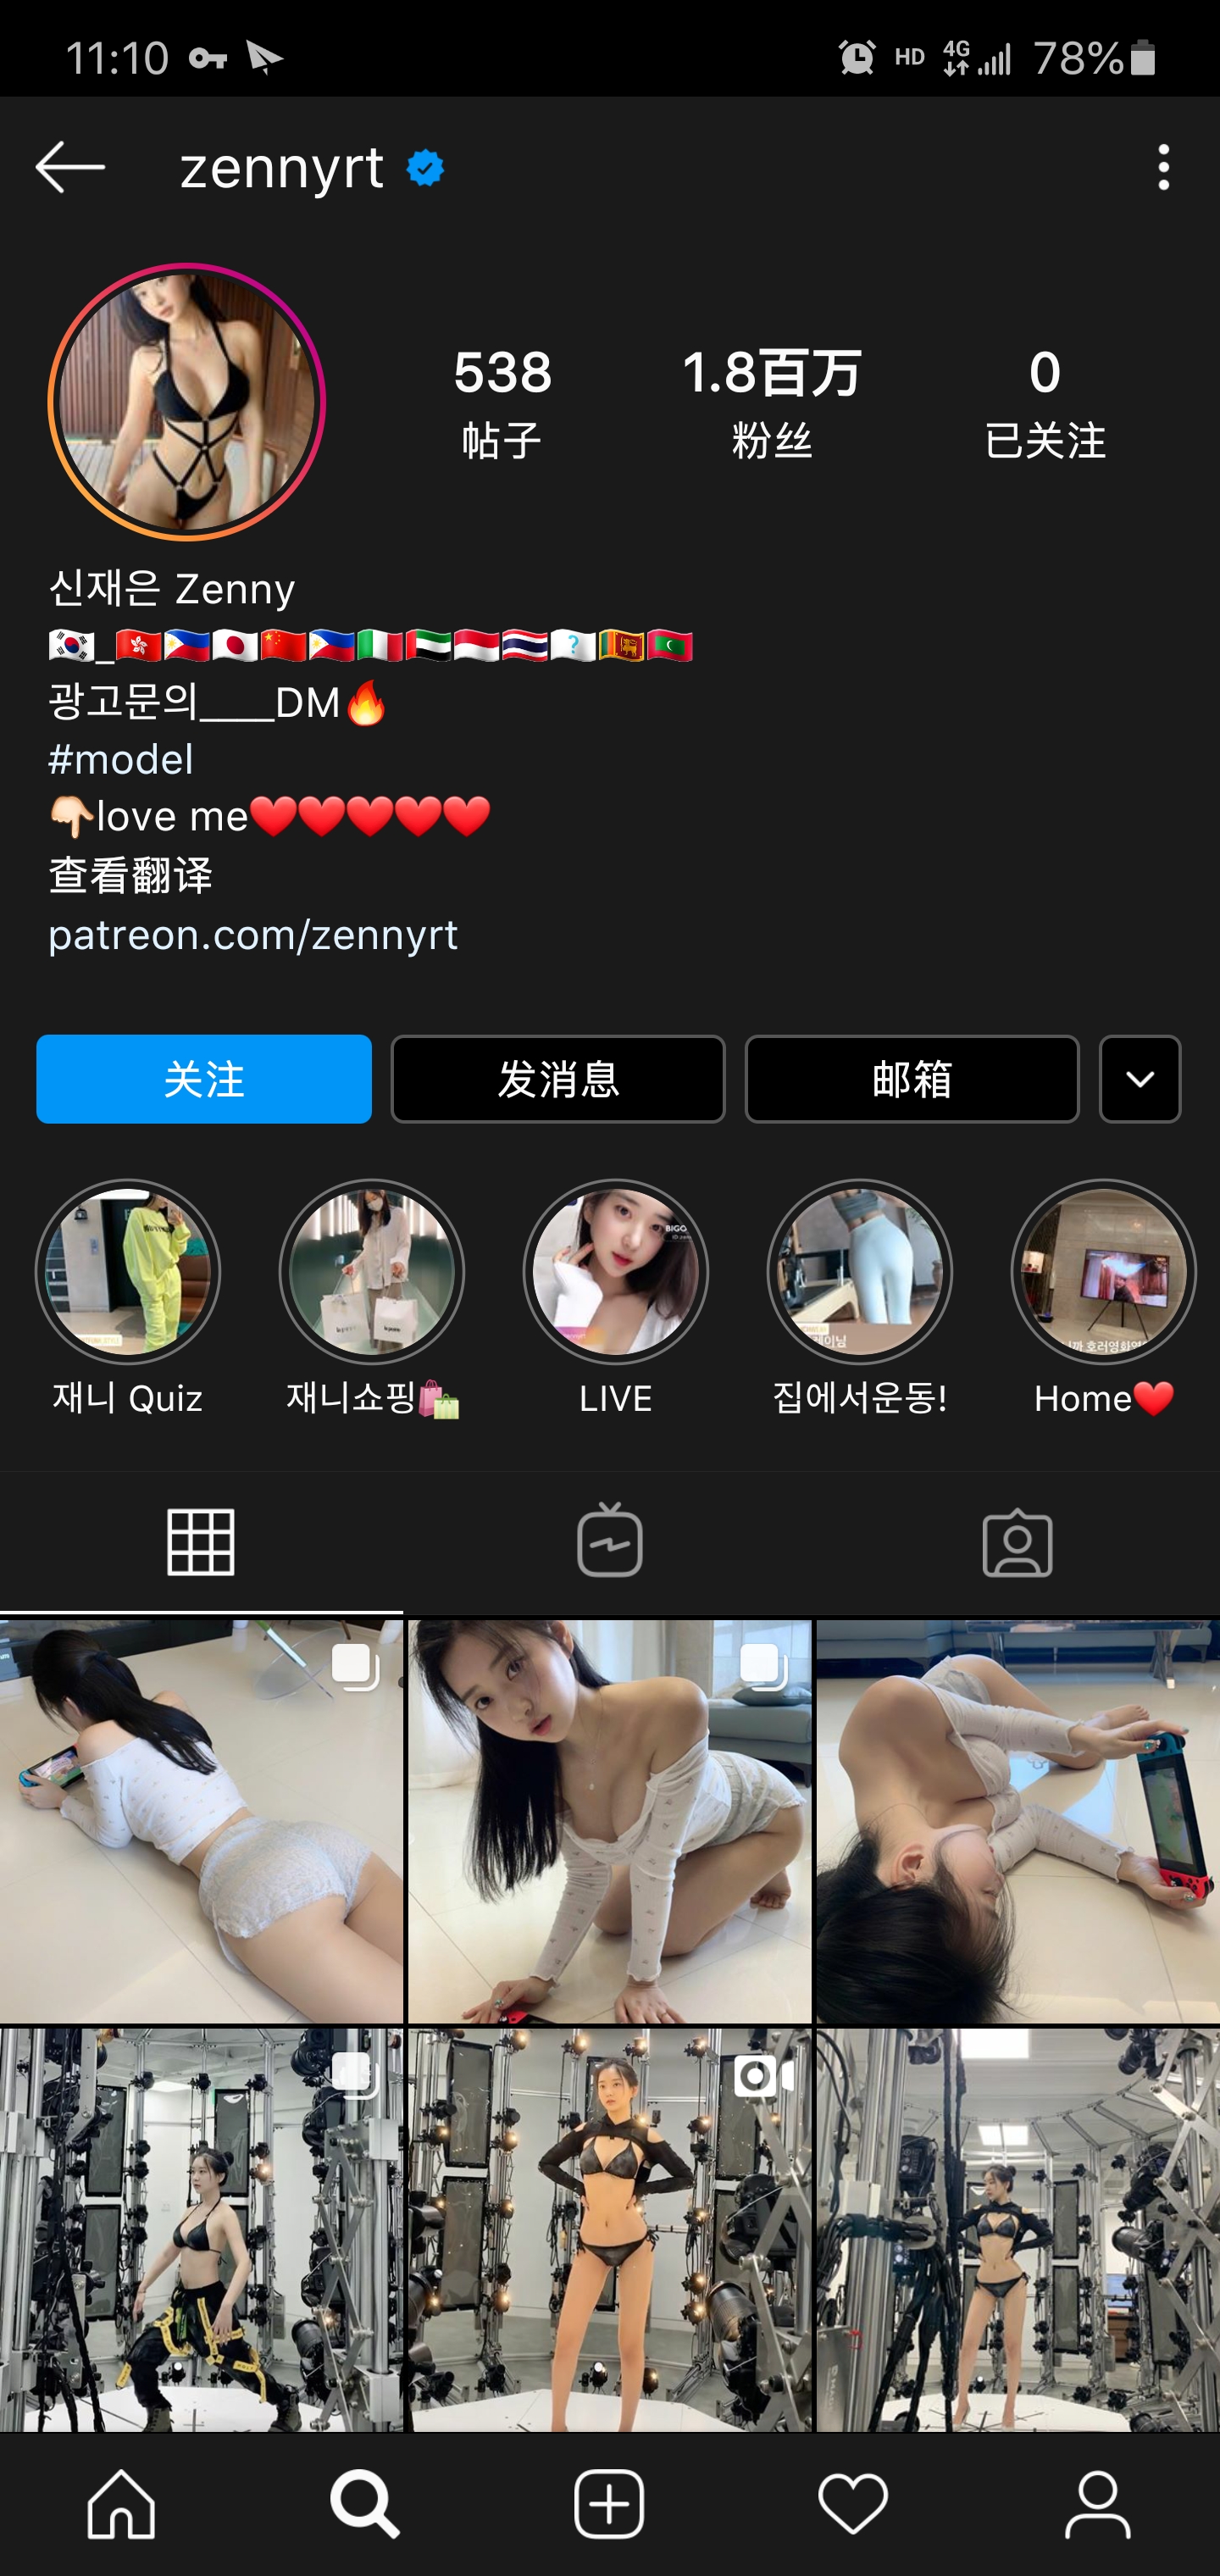 11:10 HD 4G 78%
zennyrt
538 1.8百万 0
帖子 粉丝 已关注
신재은 Zenny
🇰🇷_🇭🇰🇵🇭🇯🇵🇨🇳🇵🇭🇮🇹🇦🇪🇮🇩🇹🇭?🇱🇰🇲🇻
광고문의____DM🔥
#model
👇🏻love me❤️❤️❤️❤️❤️
查看翻译
patreon.com/zennyrt
关注 发消息 邮箱
BIGO
재니 Quiz 재니쇼핑🛍️ LIVE 집에서운동! Home❤️